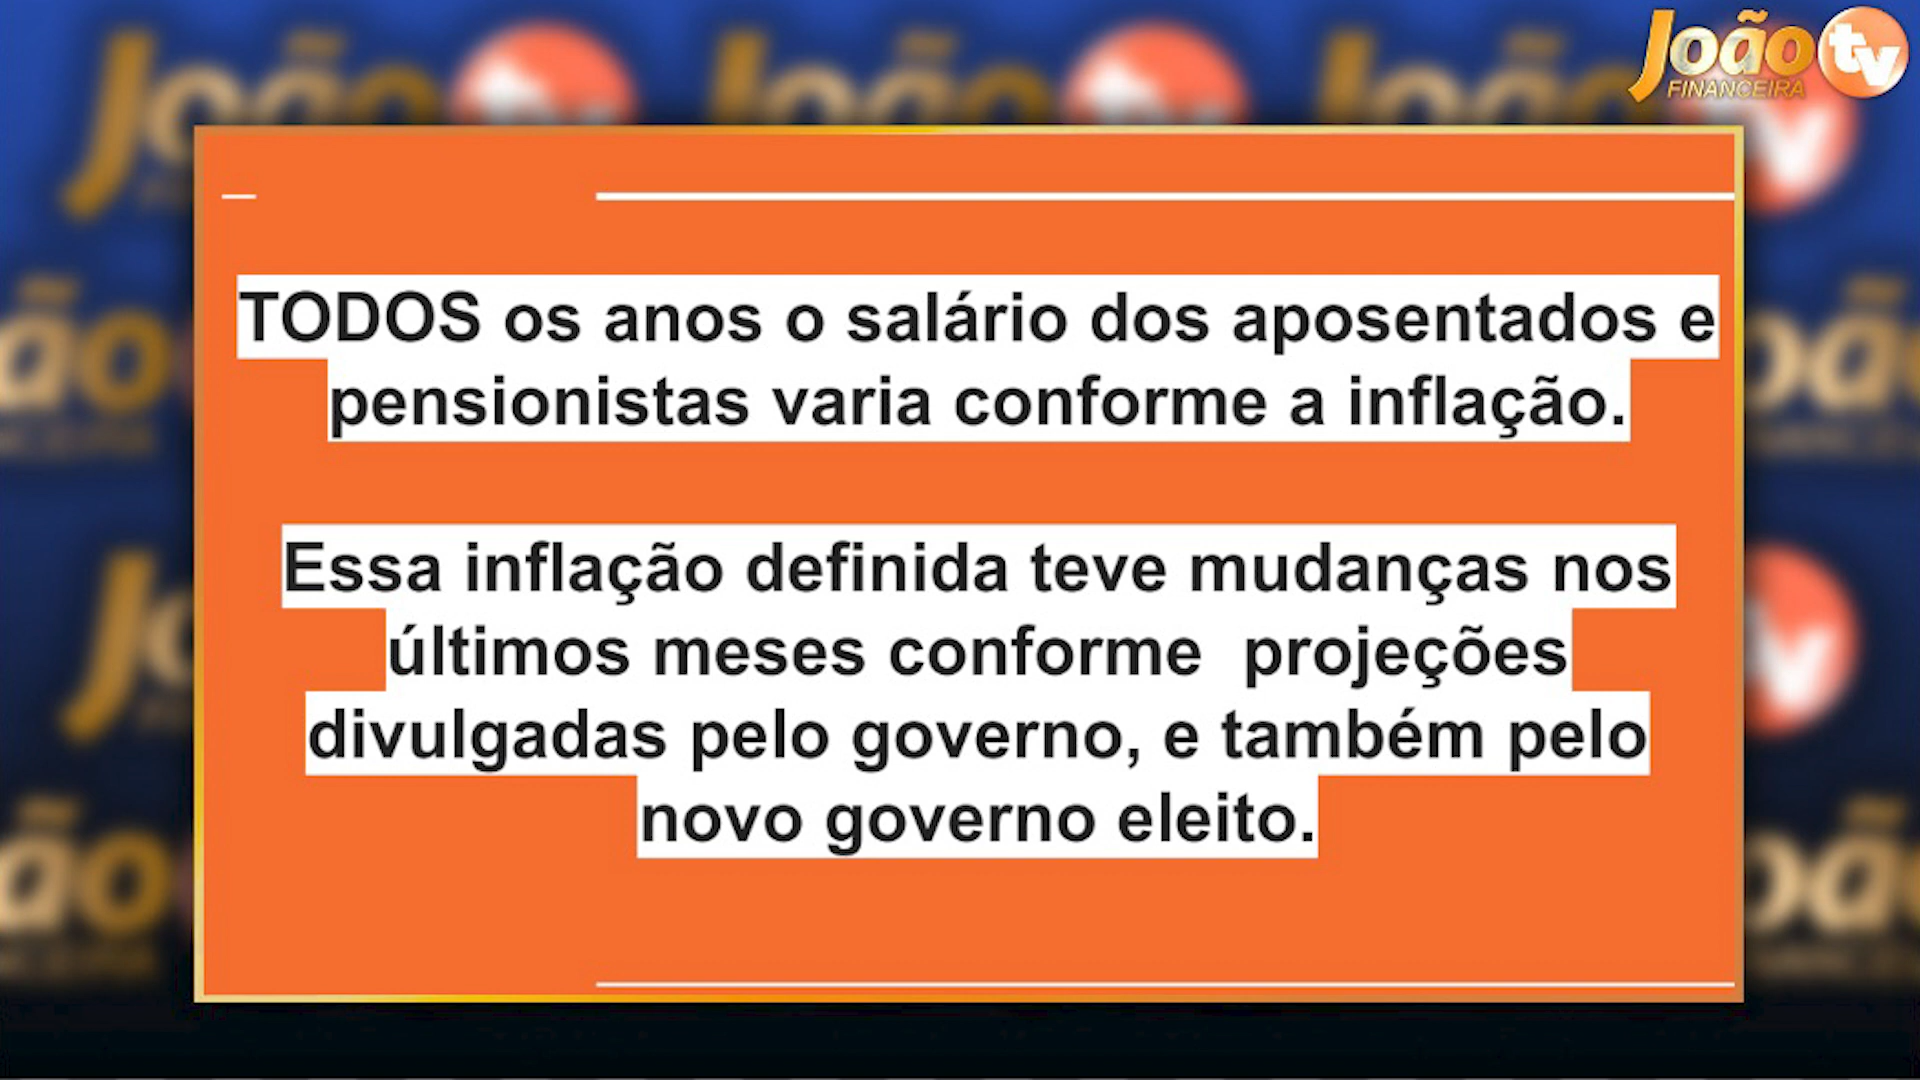 João tv
FINANCEIRA
TODOS os anos o salário dos aposentados e
pensionistas varia conforme a inflação.
Essa inflação definida teve mudanças nos
últimos meses conforme  projeções
divulgadas pelo governo, e também pelo
novo governo eleito.